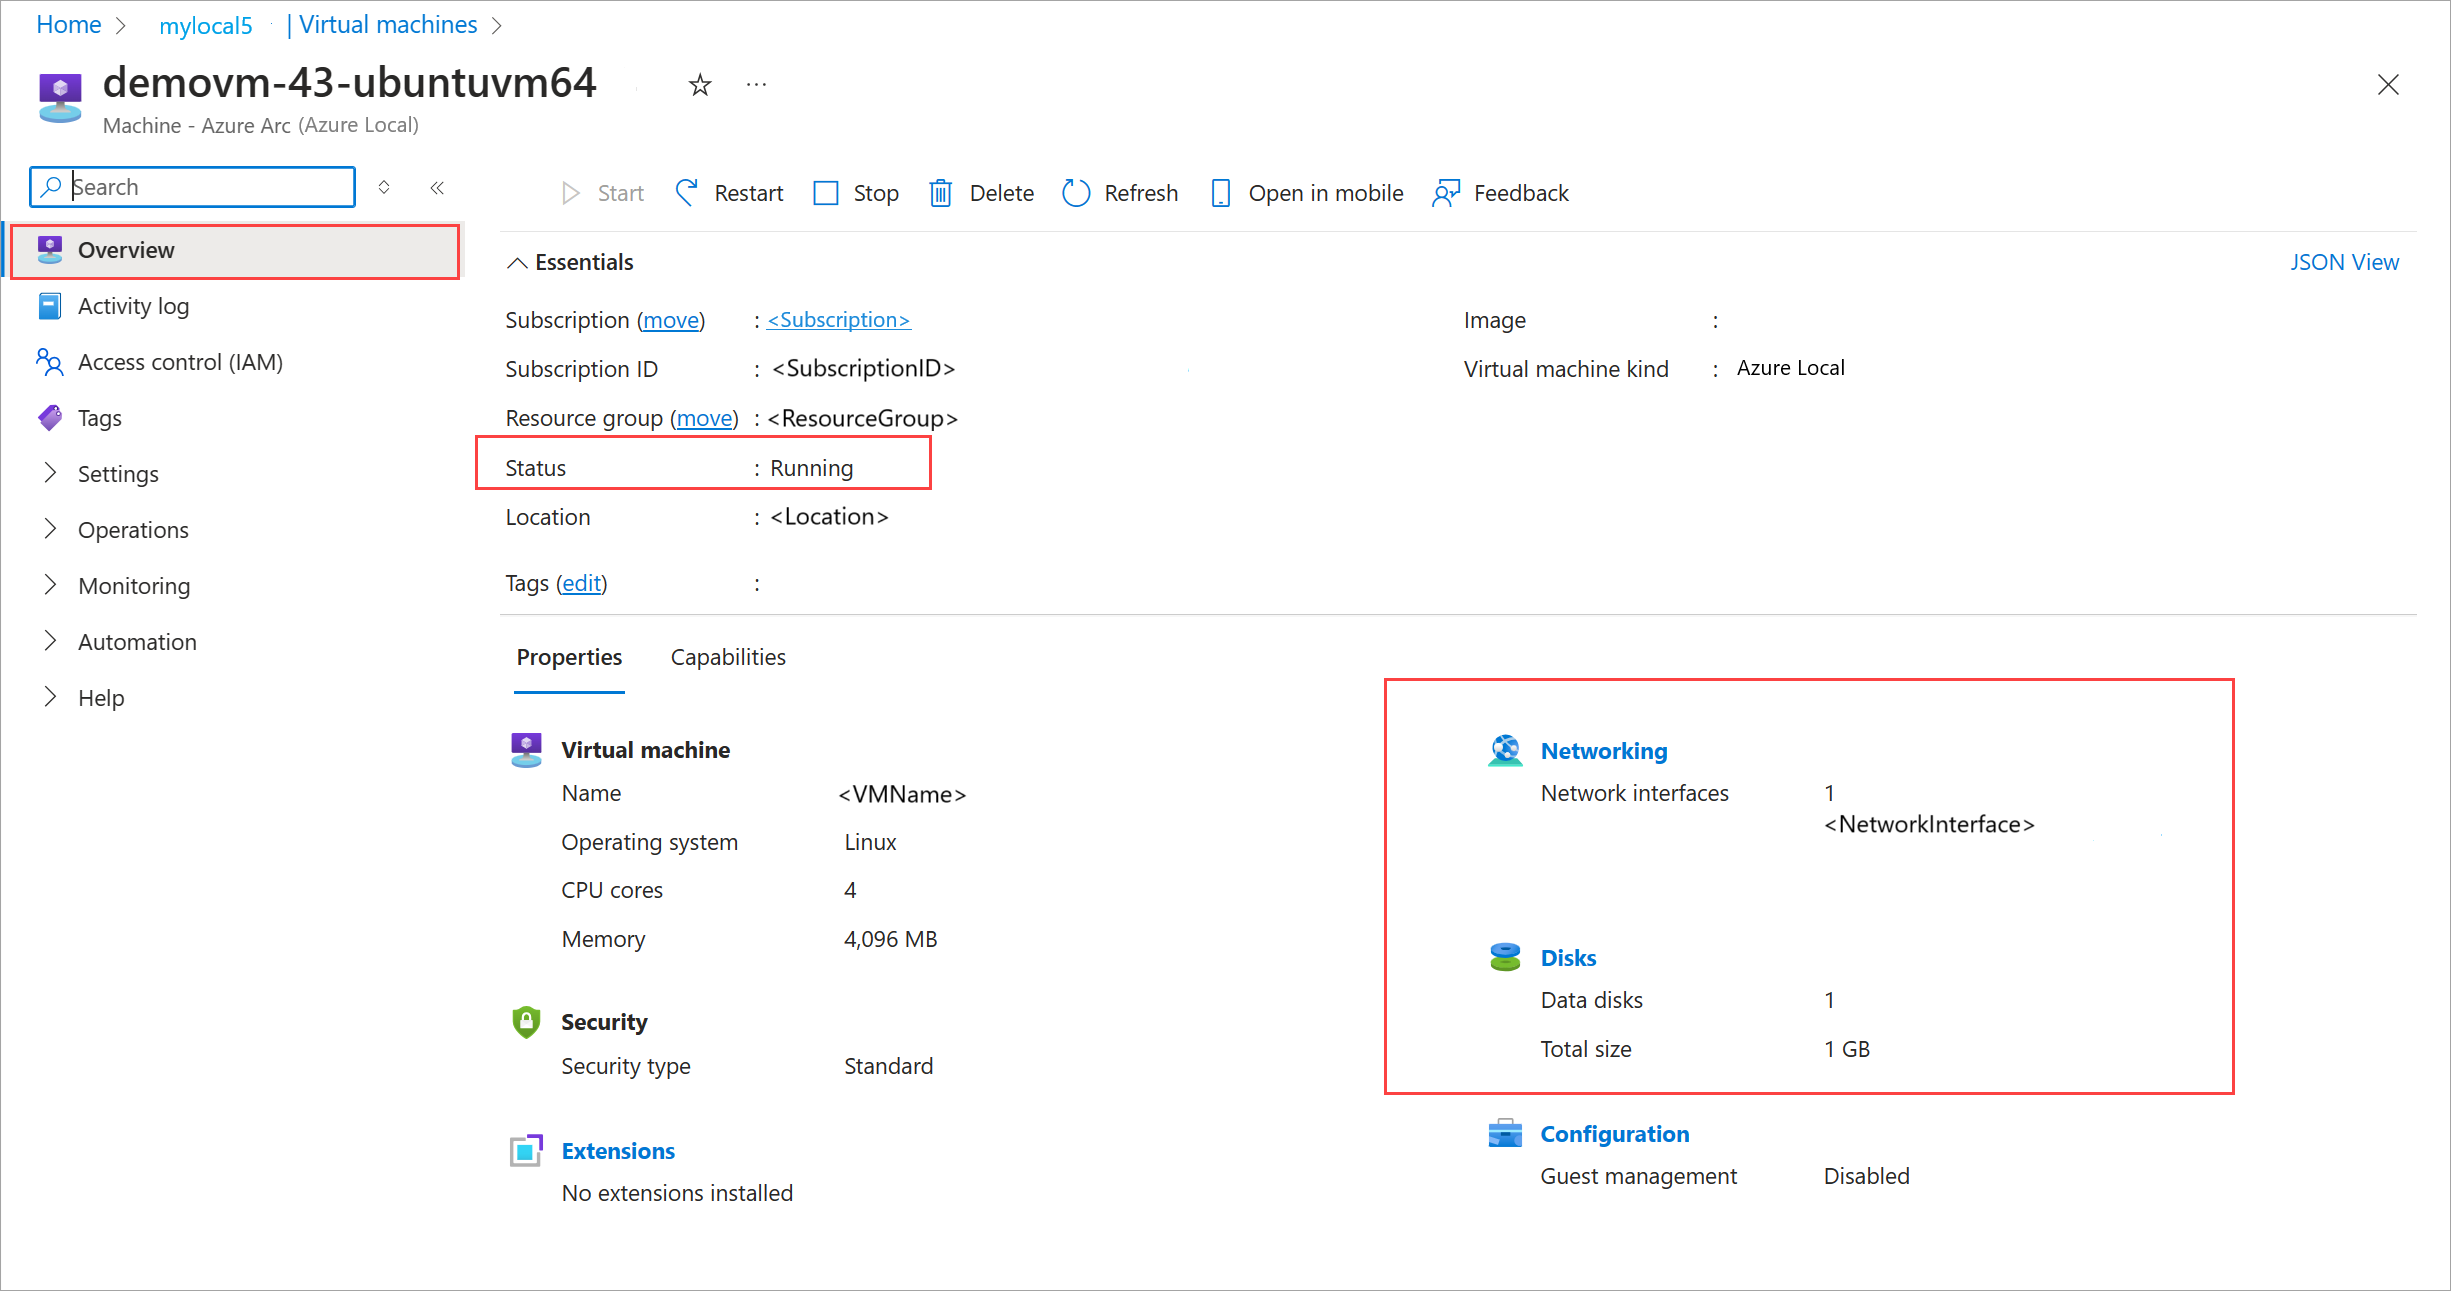 Home > mylocal5 | Virtual machines >
demovm-43-ubuntuvm64
Machine - Azure Arc (Azure Local)
Search
Start Restart Stop Delete Refresh Open in mobile Feedback
Overview
Activity log
Access control (IAM)
Tags
Settings
Operations
Monitoring
Automation
Help
Essentials
JSON View
Subscription (move) : <Subscription>
Subscription ID : <SubscriptionID>
Resource group (move) : <ResourceGroup>
Status : Running
Location : <Location>
Tags (edit) :
Image :
Virtual machine kind : Azure Local
Properties Capabilities
Virtual machine
Name <VMName>
Operating system Linux
CPU cores 4
Memory 4,096 MB
Security
Security type Standard
Extensions
No extensions installed
Networking
Network interfaces 1
<NetworkInterface>
Disks
Data disks 1
Total size 1 GB
Configuration
Guest management Disabled